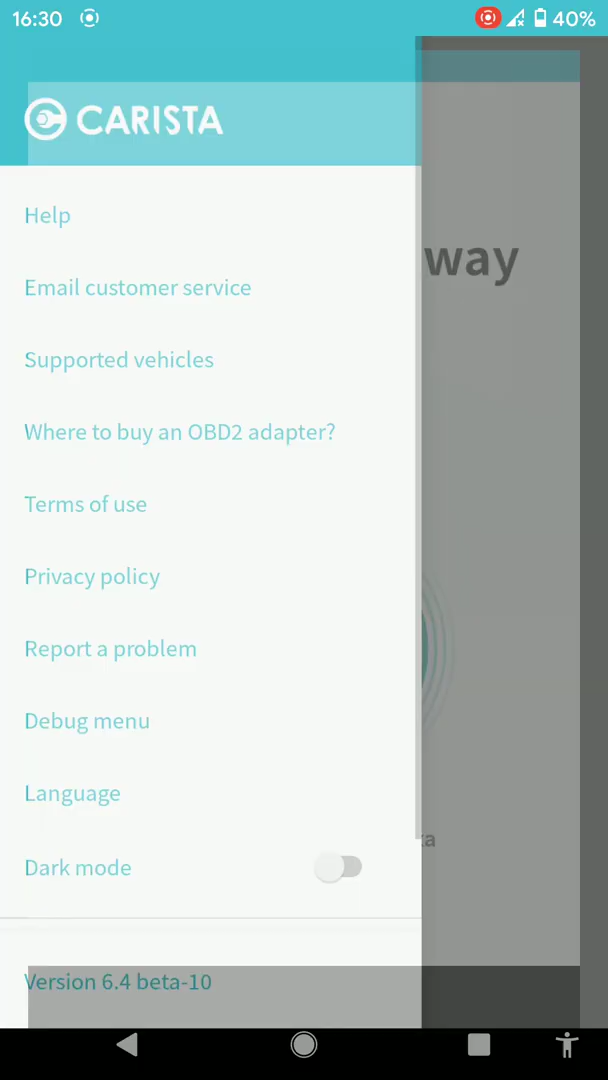 16:30
40%
CARISTA
Help
way
Email customer service
Supported vehicles
Where to buy an OBD2 adapter?
Terms of use
Privacy policy
Report a problem
Debug menu
Language
Dark mode
Version 6.4 beta-10